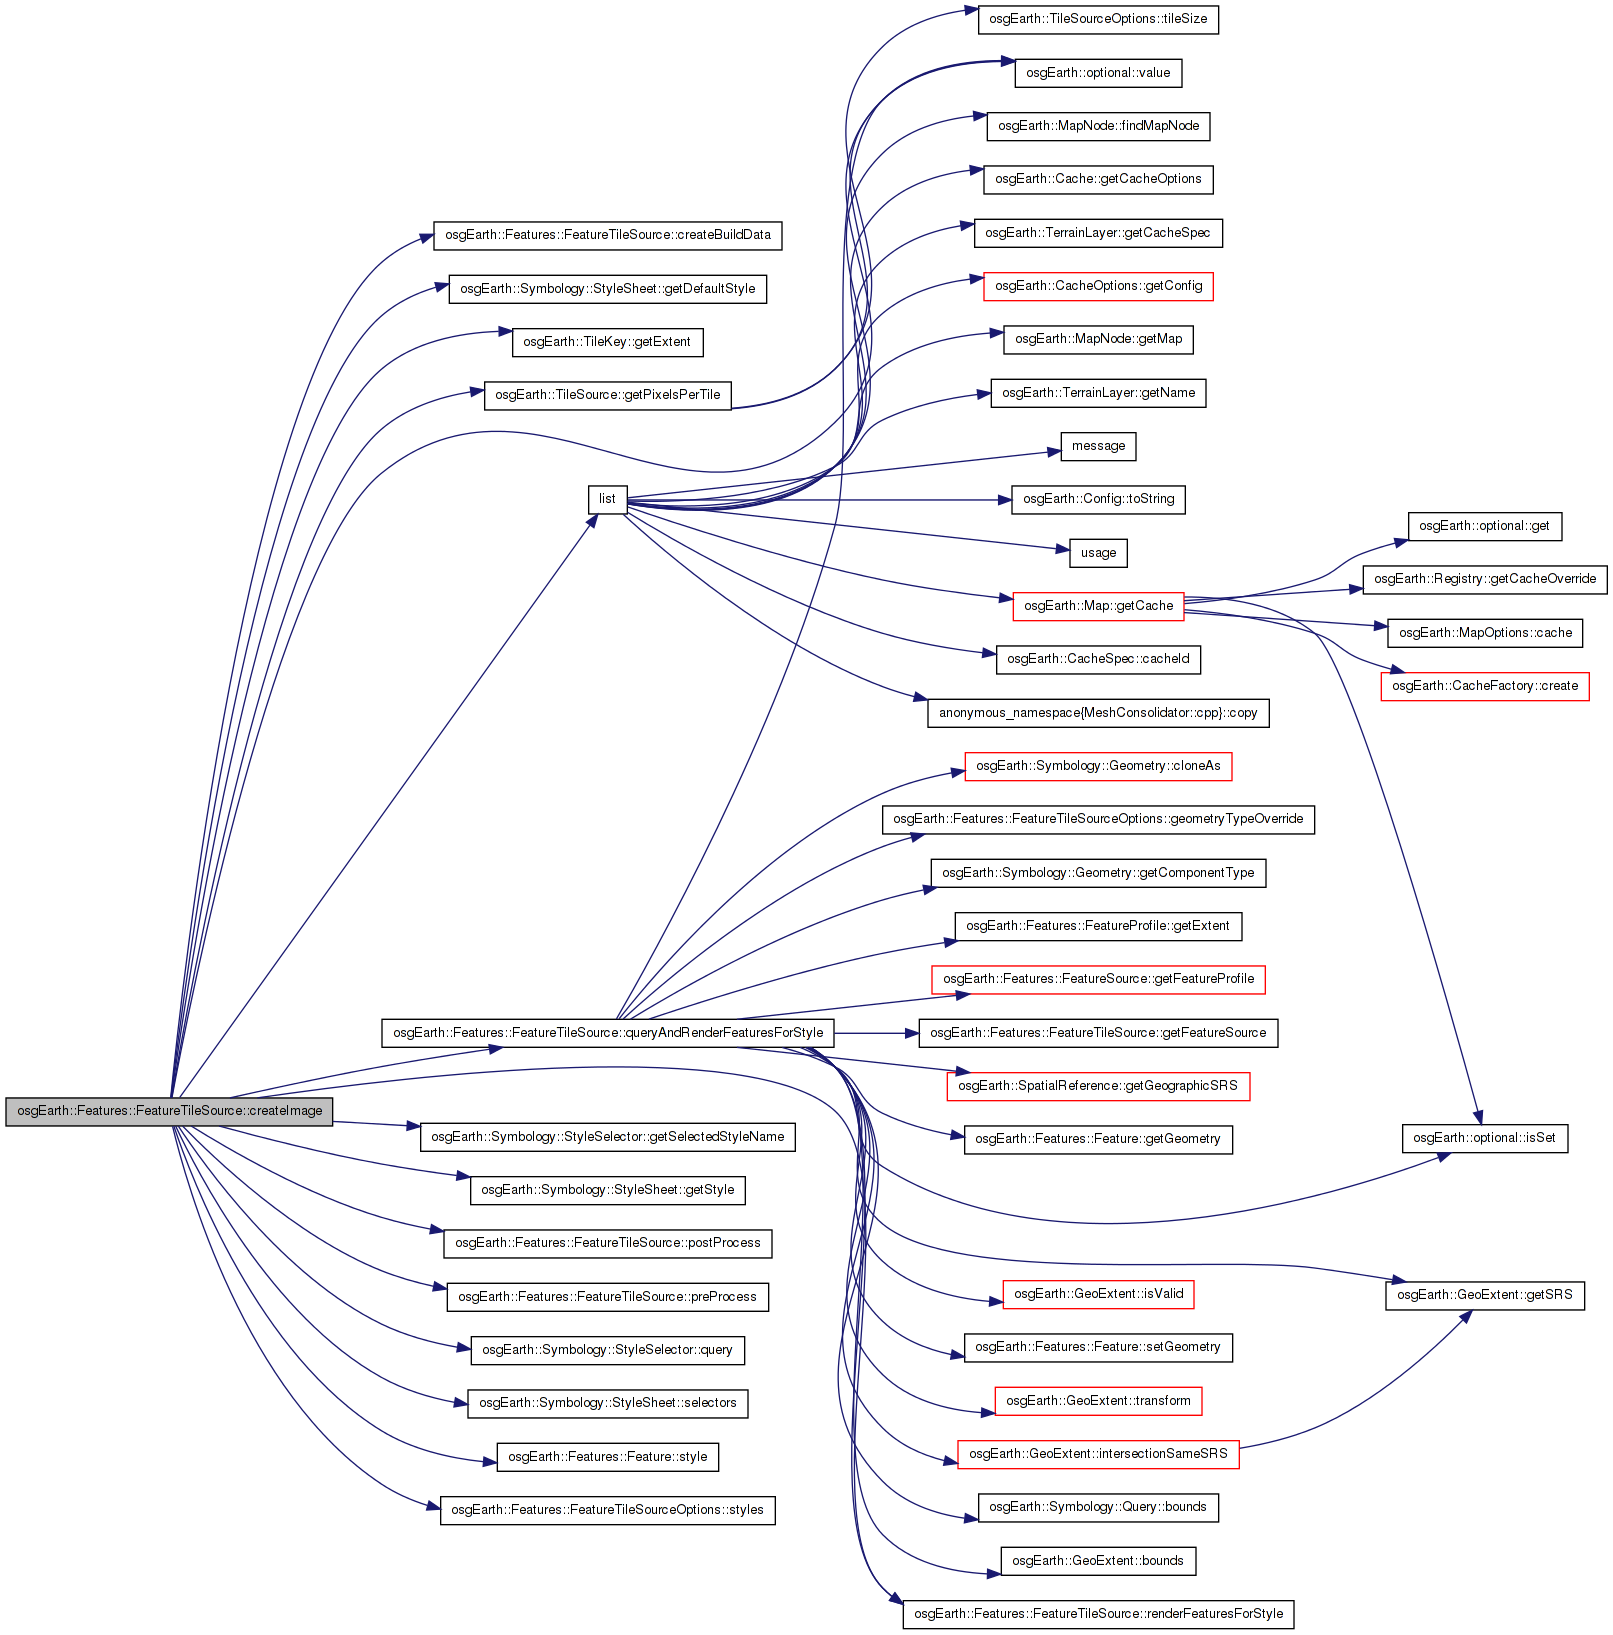 osgEarth::TileSourceOptions::tileSize
osgEarth::optional::value
osgEarth::MapNode::findMapNode
osgEarth::Cache::getCacheOptions
osgEarth::TerrainLayer::getCacheSpec
osgEarth::Features::FeatureTileSource::createBuildData
osgEarth::Symbology::StyleSheet::getDefaultStyle
osgEarth::CacheOptions::getConfig
osgEarth::TileKey::getExtent
osgEarth::MapNode::getMap
osgEarth::TileSource::getPixelsPerTile
osgEarth::TerrainLayer::getName
message
list
osgEarth::Config::toString
usage
osgEarth::optional::get
osgEarth::Registry::getCacheOverride
osgEarth::Map::getCache
osgEarth::MapOptions::cache
osgEarth::CacheSpec::cacheId
osgEarth::CacheFactory::create
anonymous_namespace{MeshConsolidator::cpp}::copy
osgEarth::Symbology::Geometry::cloneAs
osgEarth::Features::FeatureTileSourceOptions::geometryTypeOverride
osgEarth::Symbology::Geometry::getComponentType
osgEarth::Features::FeatureProfile::getExtent
osgEarth::Features::FeatureSource::getFeatureProfile
osgEarth::Features::FeatureTileSource::queryAndRenderFeaturesForStyle
osgEarth::Features::FeatureTileSource::getFeatureSource
osgEarth::SpatialReference::getGeographicSRS
osgEarth::Features::FeatureTileSource::createImage
osgEarth::Symbology::StyleSelector::getSelectedStyleName
osgEarth::Features::Feature::getGeometry
osgEarth::optional::isSet
osgEarth::Symbology::StyleSheet::getStyle
osgEarth::Features::FeatureTileSource::postProcess
osgEarth::Features::FeatureTileSource::preProcess
osgEarth::GeoExtent::isValid
osgEarth::GeoExtent::getSRS
osgEarth::Symbology::StyleSelector::query
osgEarth::Features::Feature::setGeometry
osgEarth::Symbology::StyleSheet::selectors
osgEarth::GeoExtent::transform
osgEarth::Features::Feature::style
osgEarth::GeoExtent::intersectionSameSRS
osgEarth::Features::FeatureTileSourceOptions::styles
osgEarth::Symbology::Query::bounds
osgEarth::GeoExtent::bounds
osgEarth::Features::FeatureTileSource::renderFeaturesForStyle